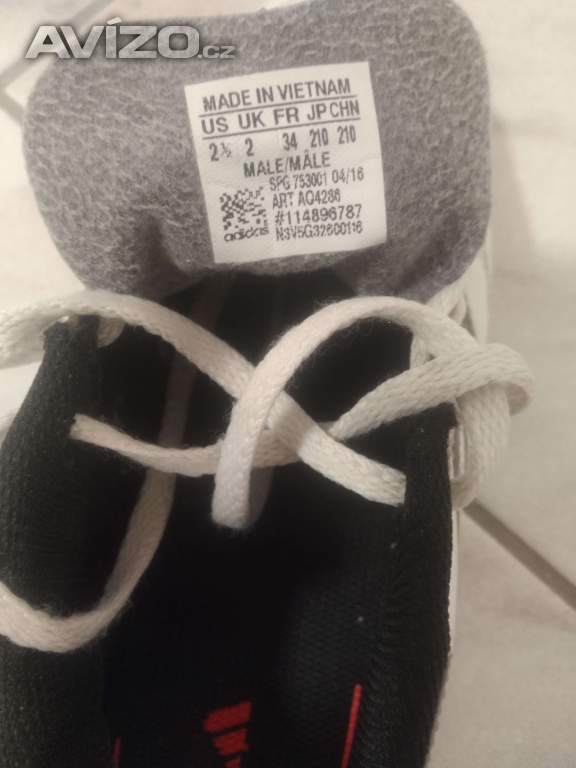 AVÍZO.cz
MADE IN VIETNAM
US UK FR JP CHN
2½ 2 34 210 210
MALE/MÂLE
SPG 753001 04/16
ART AQ4286
#114896787
adidas N3V5G32600116